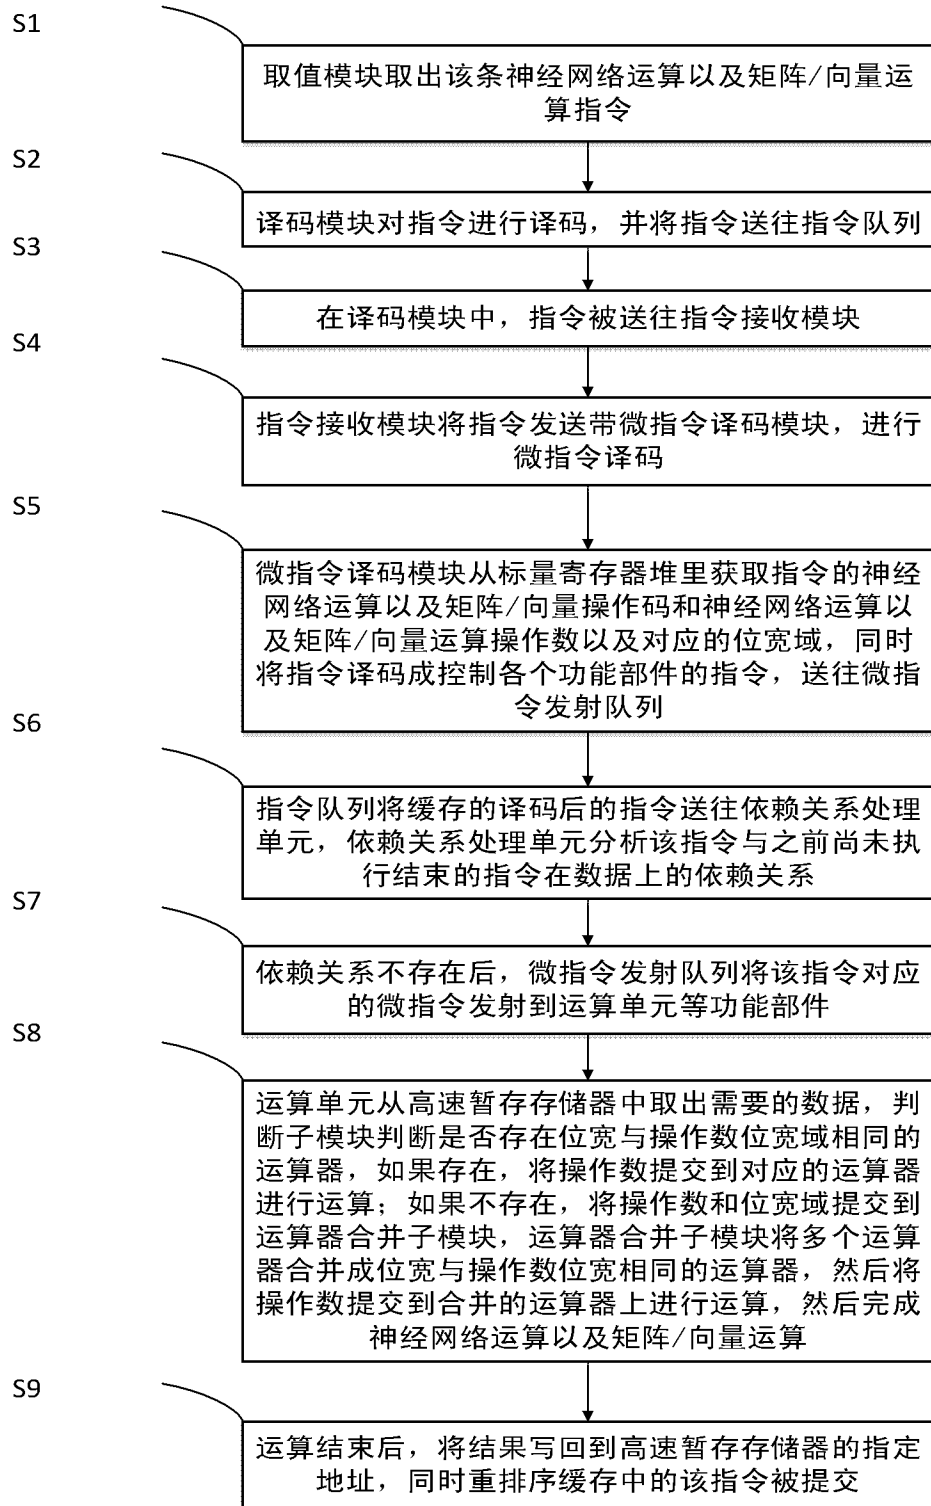 S1
取值模块取出该条神经网络运算以及矩阵/向量运
算指令
S2
译码模块对指令进行译码，并将指令送往指令队列
S3
在译码模块中，指令被送往指令接收模块
S4
指令接收模块将指令发送带微指令译码模块，进行
微指令译码
S5
微指令译码模块从标量寄存器堆里获取指令的神经
网络运算以及矩阵/向量操作码和神经网络运算以
及矩阵/向量运算操作数以及对应的位宽域，同时
将指令译码成控制各个功能部件的指令，送往微指
令发射队列
S6
指令队列将缓存的译码后的指令送往依赖关系处理
单元，依赖关系处理单元分析该指令与之前尚未执
行结束的指令在数据上的依赖关系
S7
依赖关系不存在后，微指令发射队列将该指令对应
的微指令发射到运算单元等功能部件
S8
运算单元从高速暂存存储器中取出需要的数据，判
断子模块判断是否存在位宽与操作数位宽域相同的
运算器，如果存在，将操作数提交到对应的运算器
进行运算；如果不存在，将操作数和位宽域提交到
运算器合并子模块，运算器合并子模块将多个运算
器合并成位宽与操作数位宽相同的运算器，然后将
操作数提交到合并的运算器上进行运算，然后完成
神经网络运算以及矩阵/向量运算
S9
运算结束后，将结果写回到高速暂存存储器的指定
地址，同时重排序缓存中的该指令被提交